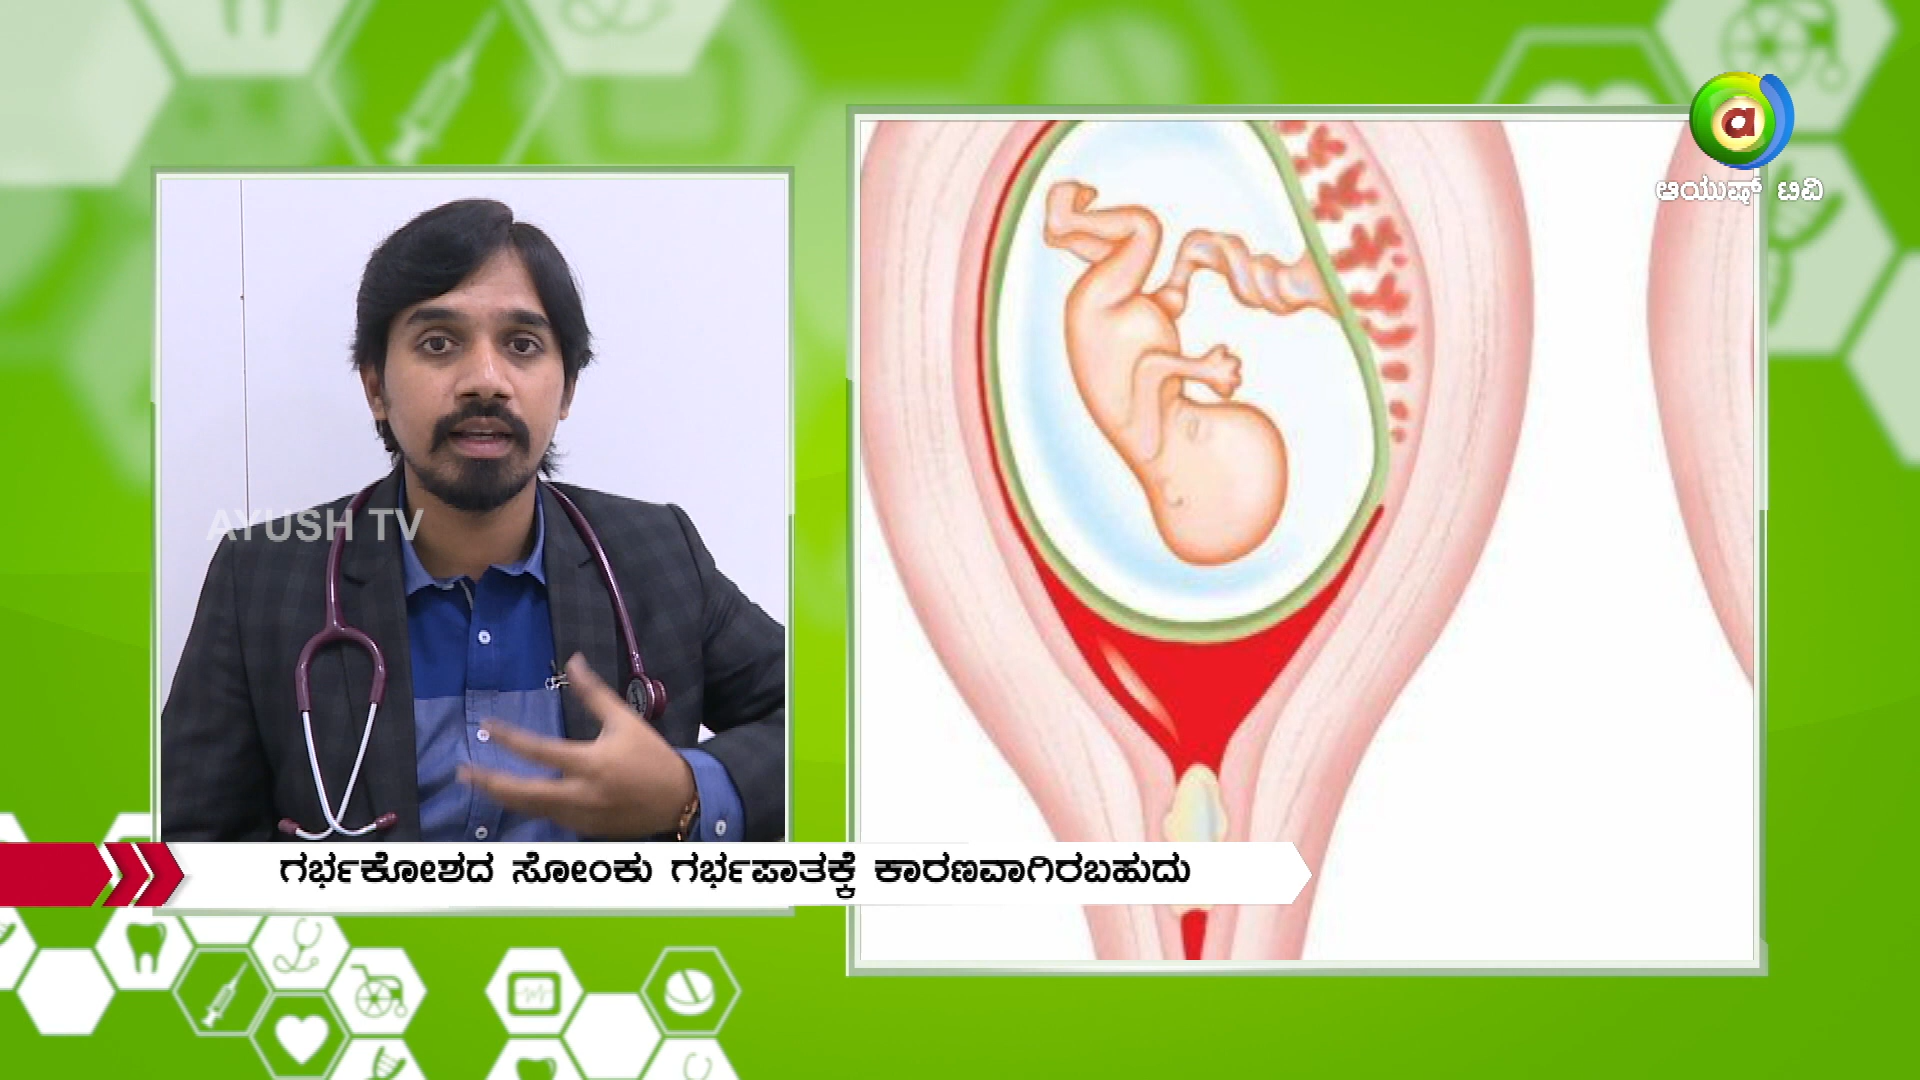 a
ಆಯುಷ್ ಟಿವಿ
AYUSH TV
ಗರ್ಭಕೋಶದ ಸೋಂಕು ಗರ್ಭಪಾತಕ್ಕೆ ಕಾರಣವಾಗಿರಬಹುದು